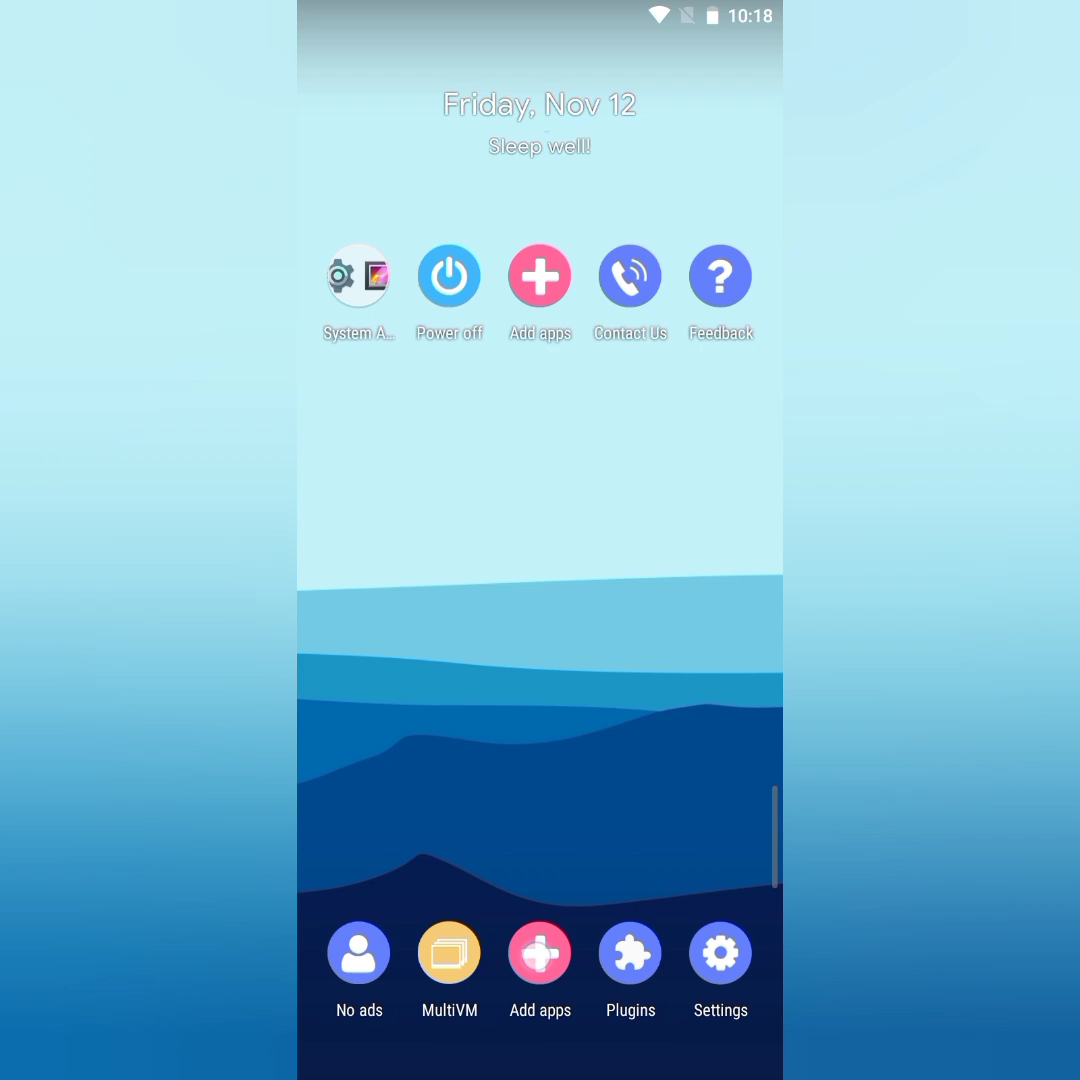 10:18
Friday, Nov 12
Sleep well!
System A...
Power off
Add apps
Contact Us
Feedback
No ads
MultiVM
Add apps
Plugins
Settings